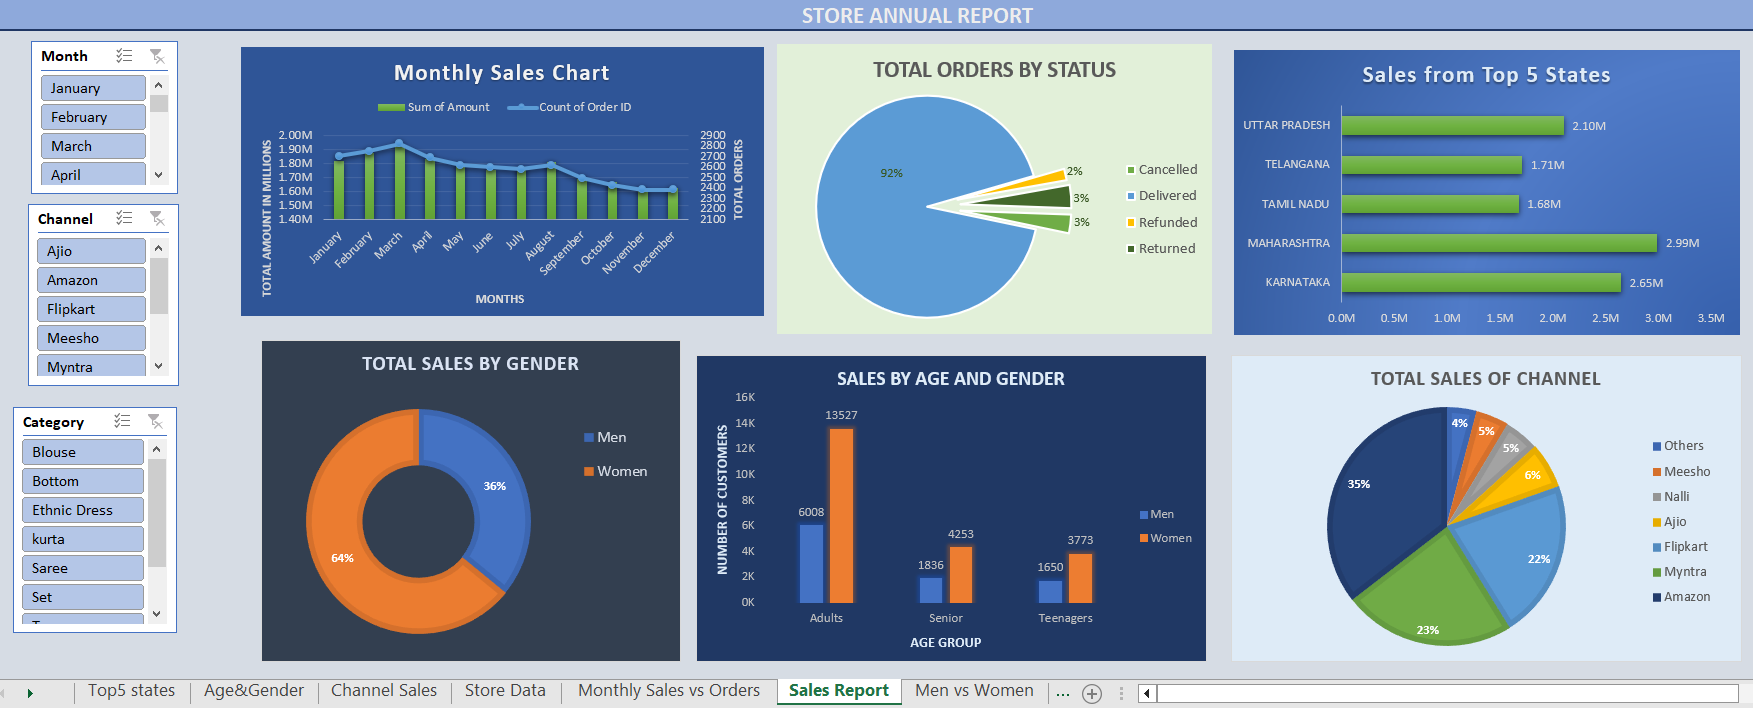 STORE ANNUAL REPORT
Month
January
February
March
April
Channel
Ajio
Amazon
Flipkart
Meesho
Myntra
Category
Blouse
Bottom
Ethnic Dress
kurta
Saree
Set
Monthly Sales Chart
Sum of Amount
Count of Order ID
TOTAL AMOUNT IN MILLIONS
2.00M
1.90M
1.80M
1.70M
1.60M
1.50M
1.40M
2900
2800
2700
2600
2500
2400
2300
2200
2100
TOTAL ORDERS
January
February
March
April
May
June
July
August
September
October
November
December
MONTHS
TOTAL ORDERS BY STATUS
92%
2%
3%
3%
Cancelled
Delivered
Refunded
Returned
Sales from Top 5 States
UTTAR PRADESH 2.10M
TELANGANA 1.71M
TAMIL NADU 1.68M
MAHARASHTRA 2.99M
KARNATAKA 2.65M
0.0M 0.5M 1.0M 1.5M 2.0M 2.5M 3.0M 3.5M
TOTAL SALES BY GENDER
36%
64%
Men
Women
SALES BY AGE AND GENDER
NUMBER OF CUSTOMERS
16K
14K
12K
10K
8K
6K
4K
2K
0K
6008
13527
1836
4253
1650
3773
Adults Senior Teenagers
AGE GROUP
Men
Women
TOTAL SALES OF CHANNEL
4%
5%
5%
6%
22%
23%
35%
Others
Meesho
Nalli
Ajio
Flipkart
Myntra
Amazon
Top5 states Age&Gender Channel Sales Store Data Monthly Sales vs Orders Sales Report Men vs Women ...